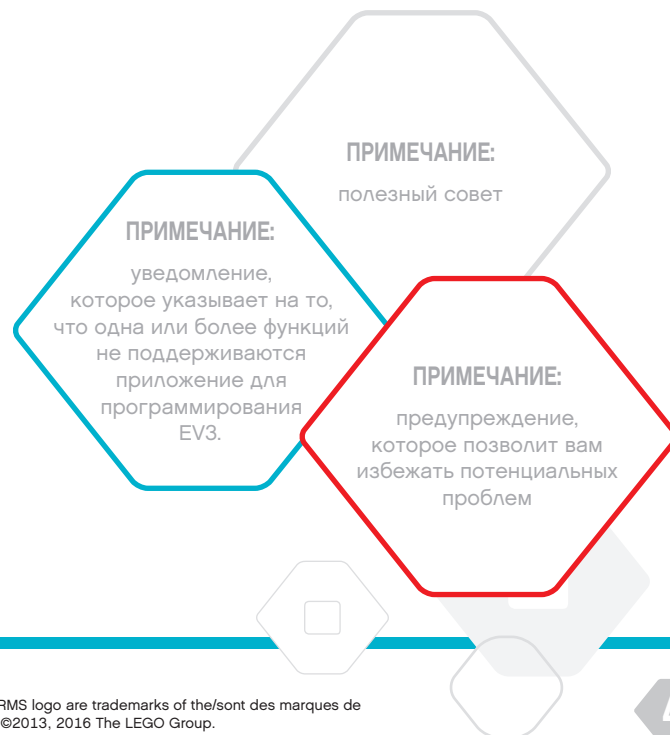 ПРИМЕЧАНИЕ:
полезный совет
ПРИМЕЧАНИЕ:
уведомление,
которое указывает на то,
что одна или более функций
не поддерживаются
приложение для
программирования
EV3.
ПРИМЕЧАНИЕ:
предупреждение,
которое позволит вам
избежать потенциальных
проблем
RMS logo are trademarks of the/sont des marques de
©2013, 2016 The LEGO Group.